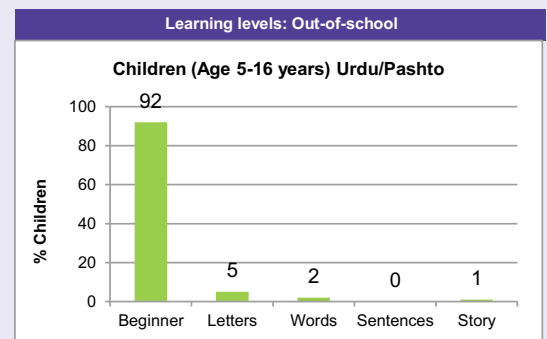 Learning levels: Out-of-school
Children (Age 5-16 years) Urdu/Pashto
% Children
100
80
60
40
20
0
92
5
2
0
1
Beginner Letters Words Sentences Story